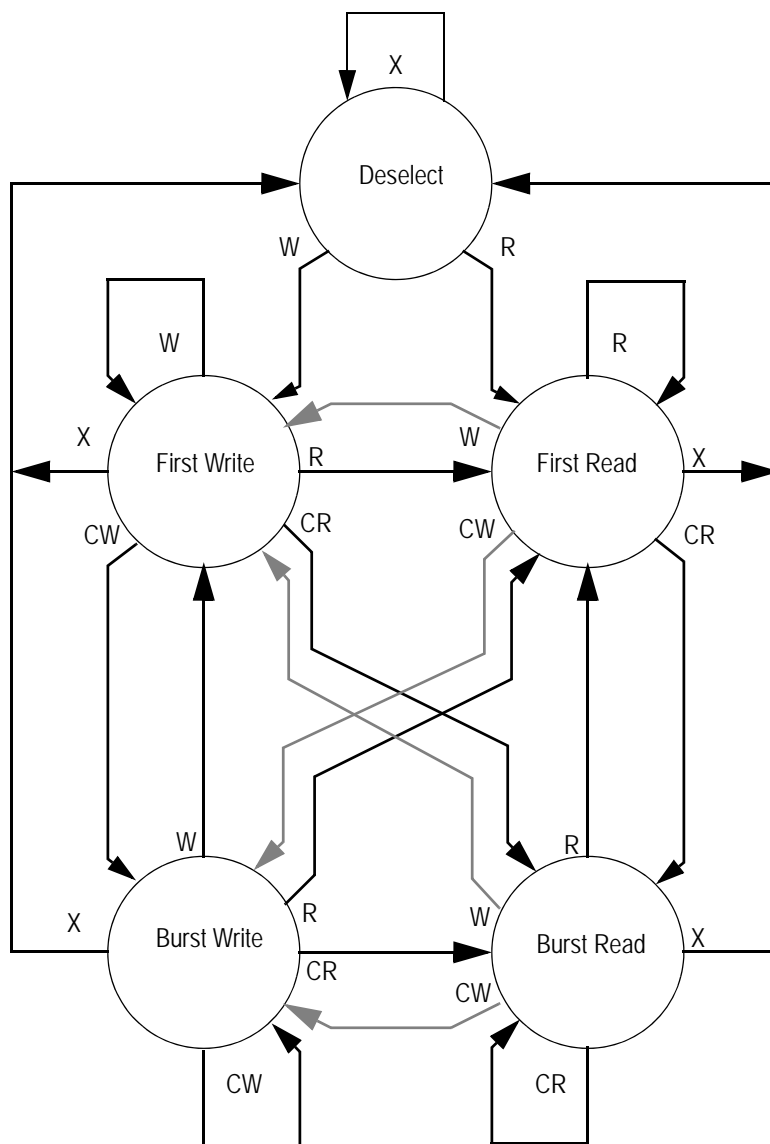 X
Deselect
W
R
W
R
X
W
First Write
R
First Read
X
CW
CR
CW
CR
W
R
X
R
W
Burst Write
Burst Read
X
CR
CW
CW
CR